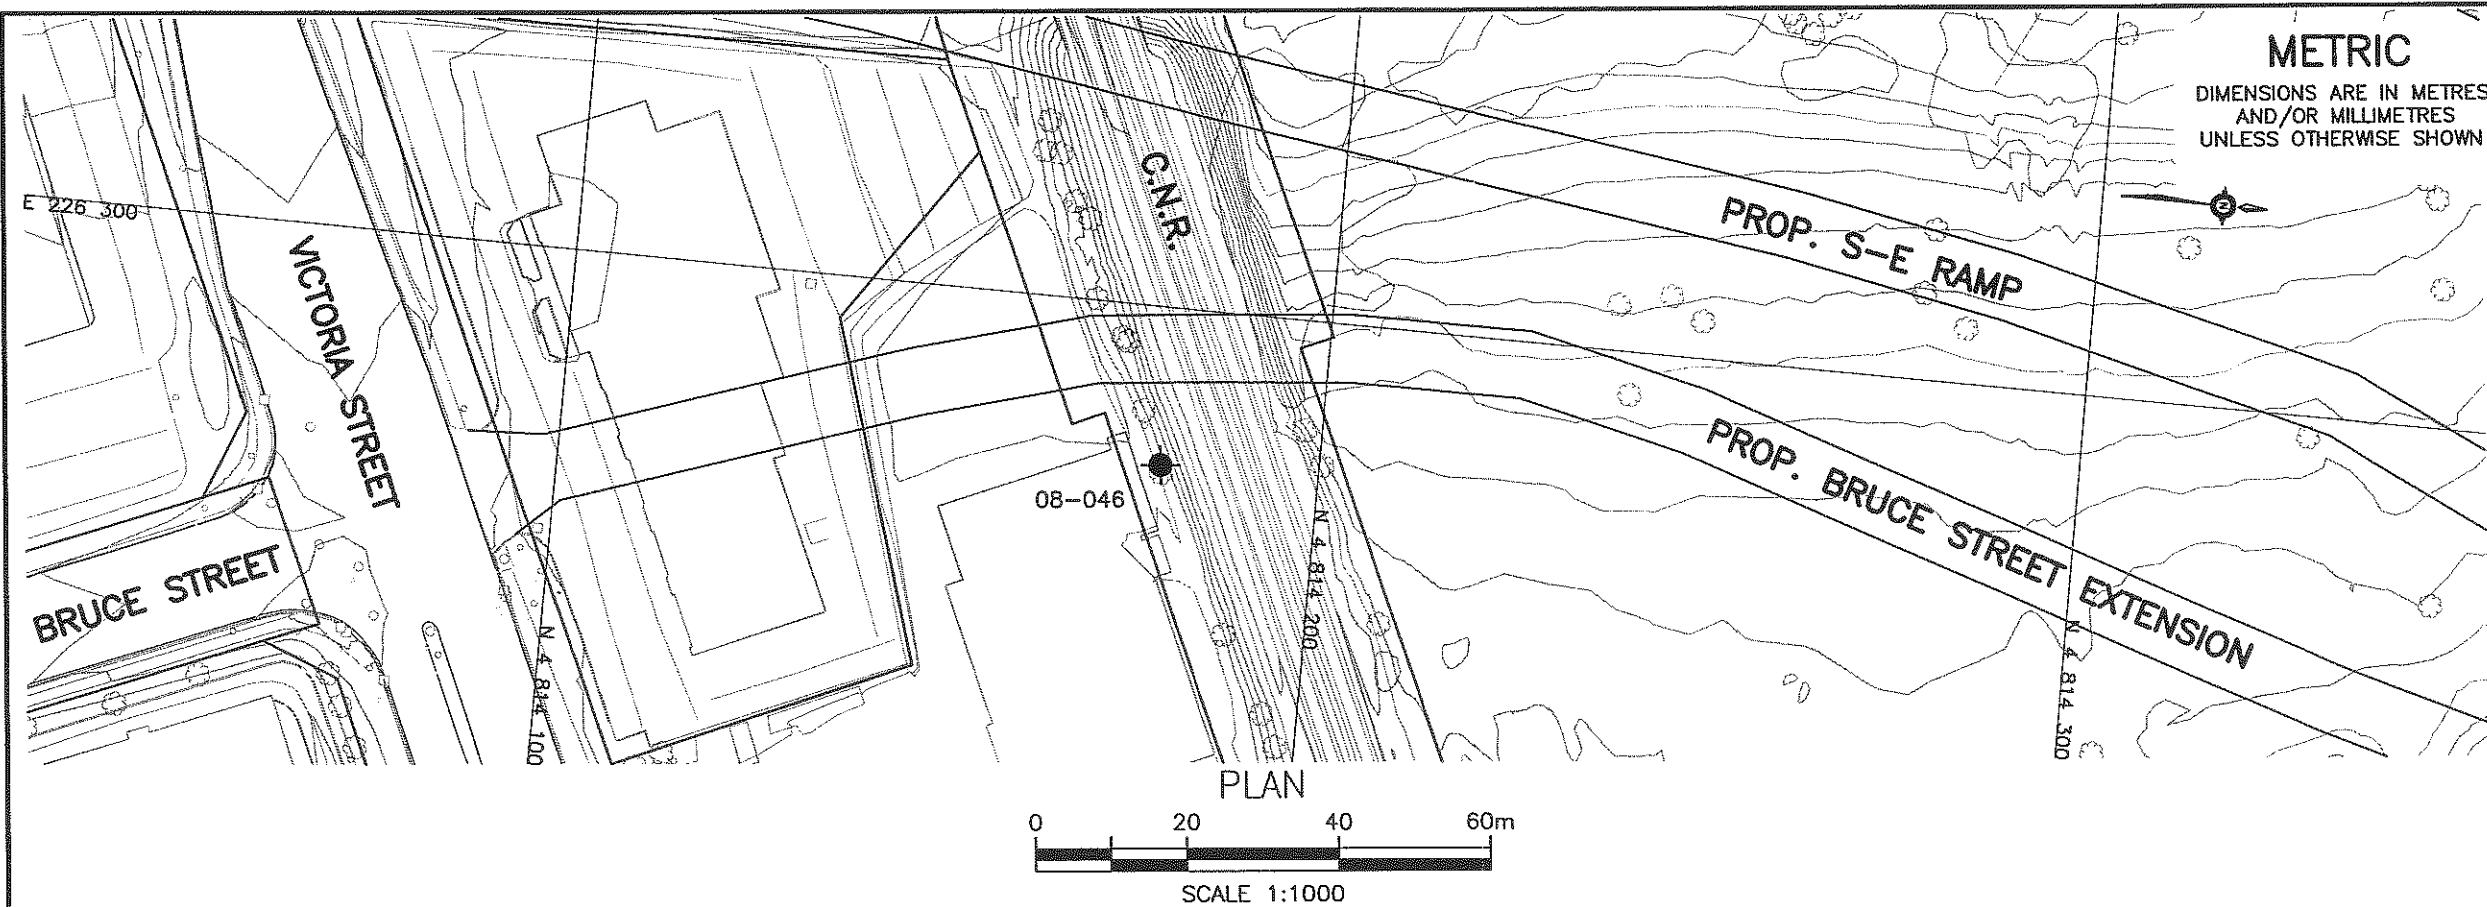 METRIC
DIMENSIONS ARE IN METRES
AND/OR MILLIMETRES
UNLESS OTHERWISE SHOWN
E 226 300
VICTORIA STREET
C.N.R.
N
PROP. S-E RAMP
PROP. BRUCE STREET EXTENSION
08-046
BRUCE STREET
N 4 814 100
N 4 814 200
N 4 814 300
PLAN
0 20 40 60m
SCALE 1:1000